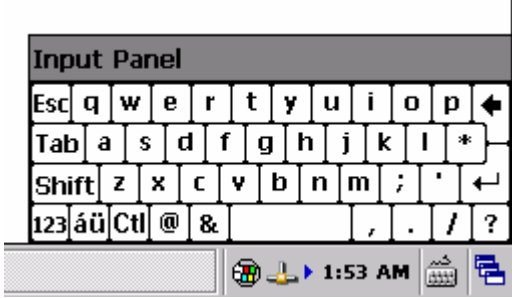 Input Panel
Esc q w e r t y u i o p
Tab a s d f g h j k l *
Shift z x c v b n m ; '
123 áü Ctl @ & , . / ?
1:53 AM